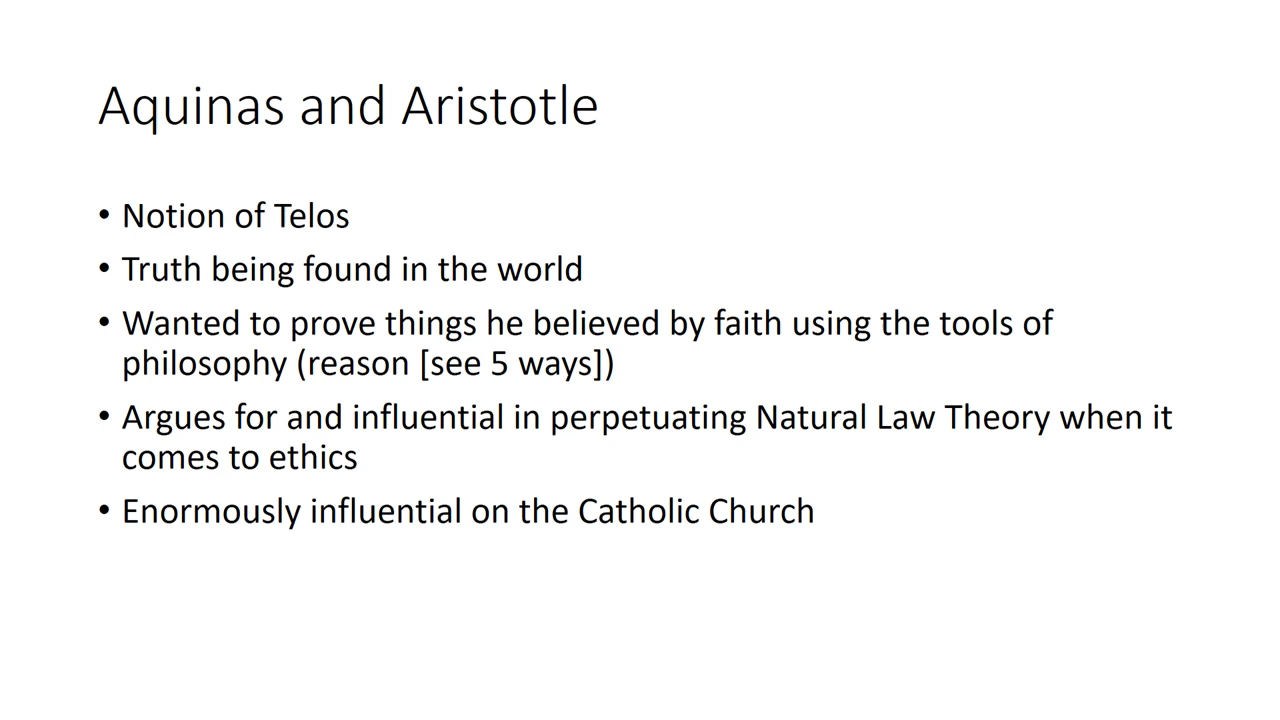 Aquinas and Aristotle
• Notion of Telos
• Truth being found in the world
• Wanted to prove things he believed by faith using the tools of
philosophy (reason [see 5 ways])
• Argues for and influential in perpetuating Natural Law Theory when it
comes to ethics
• Enormously influential on the Catholic Church